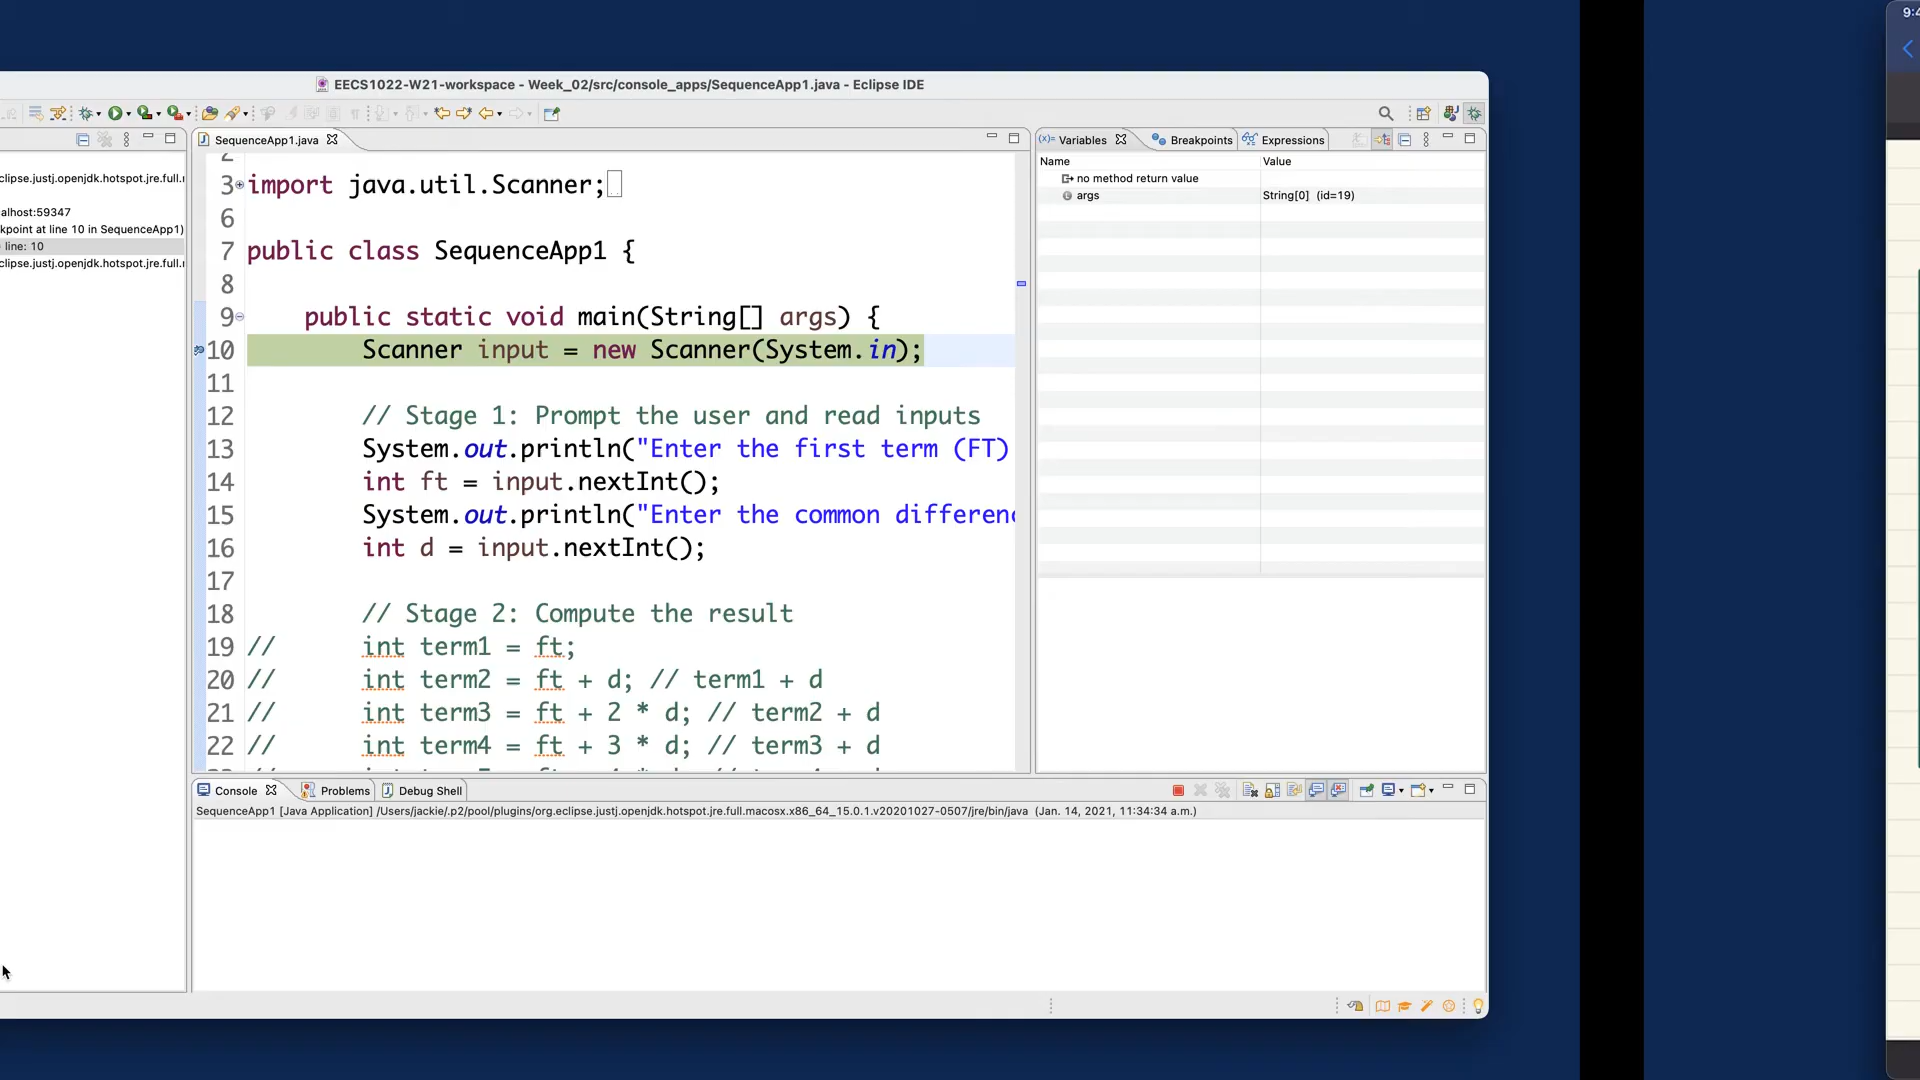 EECS1022-W21-workspace - Week_02/src/console_apps/SequenceApp1.java - Eclipse IDE
9:4
clipse.justj.openjdk.hotspot.jre.full.
alhost:59347
kpoint at line 10 in SequenceApp1)
line: 10
clipse.justj.openjdk.hotspot.jre.full.
SequenceApp1.java
2
3 import java.util.Scanner;
6
7 public class SequenceApp1 {
8
9 public static void main(String[] args) {
10 Scanner input = new Scanner(System.in);
11
12 // Stage 1: Prompt the user and read inputs
13 System.out.println("Enter the first term (FT)
14 int ft = input.nextInt();
15 System.out.println("Enter the common differen
16 int d = input.nextInt();
17
18 // Stage 2: Compute the result
19 // int term1 = ft;
20 // int term2 = ft + d; // term1 + d
21 // int term3 = ft + 2 * d; // term2 + d
22 // int term4 = ft + 3 * d; // term3 + d
Variables Breakpoints Expressions
Name Value
no method return value
args String[0] (id=19)
Console Problems Debug Shell
SequenceApp1 [Java Application] /Users/jackie/.p2/pool/plugins/org.eclipse.justj.openjdk.hotspot.jre.full.macosx.x86_64_15.0.1.v20201027-0507/jre/bin/java (Jan. 14, 2021, 11:34:34 a.m.)